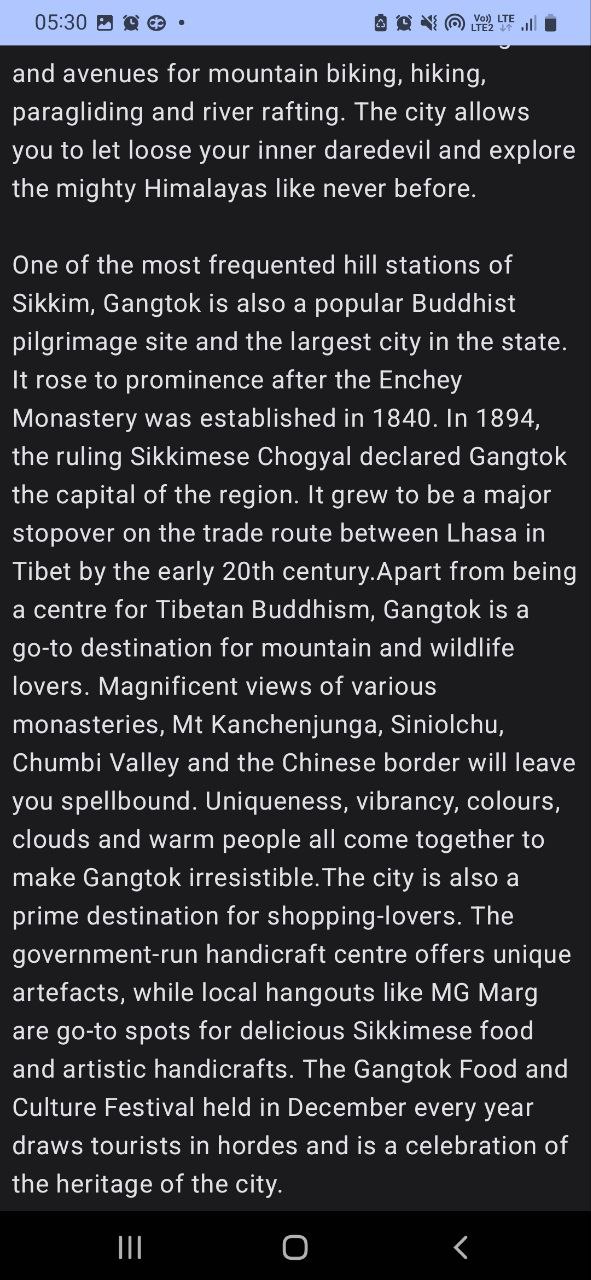 05:30
Vo)) LTE
LTE2
and avenues for mountain biking, hiking,
paragliding and river rafting. The city allows
you to let loose your inner daredevil and explore
the mighty Himalayas like never before.
One of the most frequented hill stations of
Sikkim, Gangtok is also a popular Buddhist
pilgrimage site and the largest city in the state.
It rose to prominence after the Enchey
Monastery was established in 1840. In 1894,
the ruling Sikkimese Chogyal declared Gangtok
the capital of the region. It grew to be a major
stopover on the trade route between Lhasa in
Tibet by the early 20th century.Apart from being
a centre for Tibetan Buddhism, Gangtok is a
go-to destination for mountain and wildlife
lovers. Magnificent views of various
monasteries, Mt Kanchenjunga, Siniolchu,
Chumbi Valley and the Chinese border will leave
you spellbound. Uniqueness, vibrancy, colours,
clouds and warm people all come together to
make Gangtok irresistible.The city is also a
prime destination for shopping-lovers. The
government-run handicraft centre offers unique
artefacts, while local hangouts like MG Marg
are go-to spots for delicious Sikkimese food
and artistic handicrafts. The Gangtok Food and
Culture Festival held in December every year
draws tourists in hordes and is a celebration of
the heritage of the city.